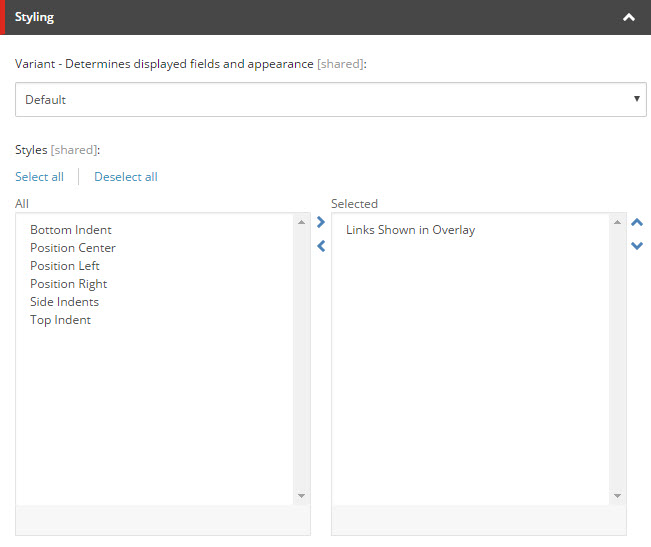 Styling
Variant - Determines displayed fields and appearance [shared]:
Default
Styles [shared]:
Select all
Deselect all
All
Selected
Bottom Indent
Position Center
Position Left
Position Right
Side Indents
Top Indent
Links Shown in Overlay